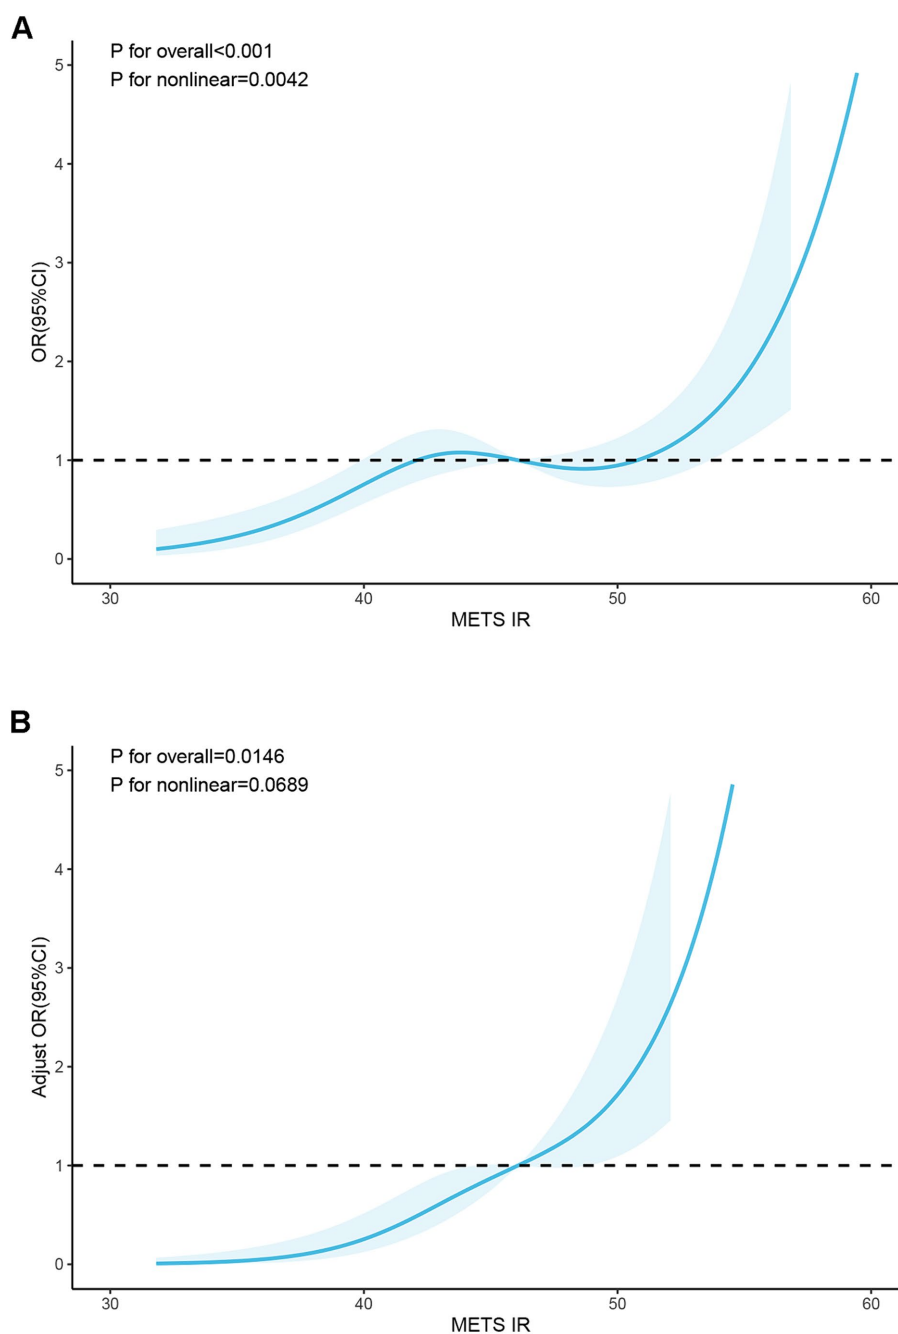 A
P for overall<0.001
P for nonlinear=0.0042
5
4
3
2
1
0
OR(95%CI)
30 40 50 60
METS IR
B
P for overall=0.0146
P for nonlinear=0.0689
5
4
3
2
1
0
Adjust OR(95%CI)
30 40 50 60
METS IR